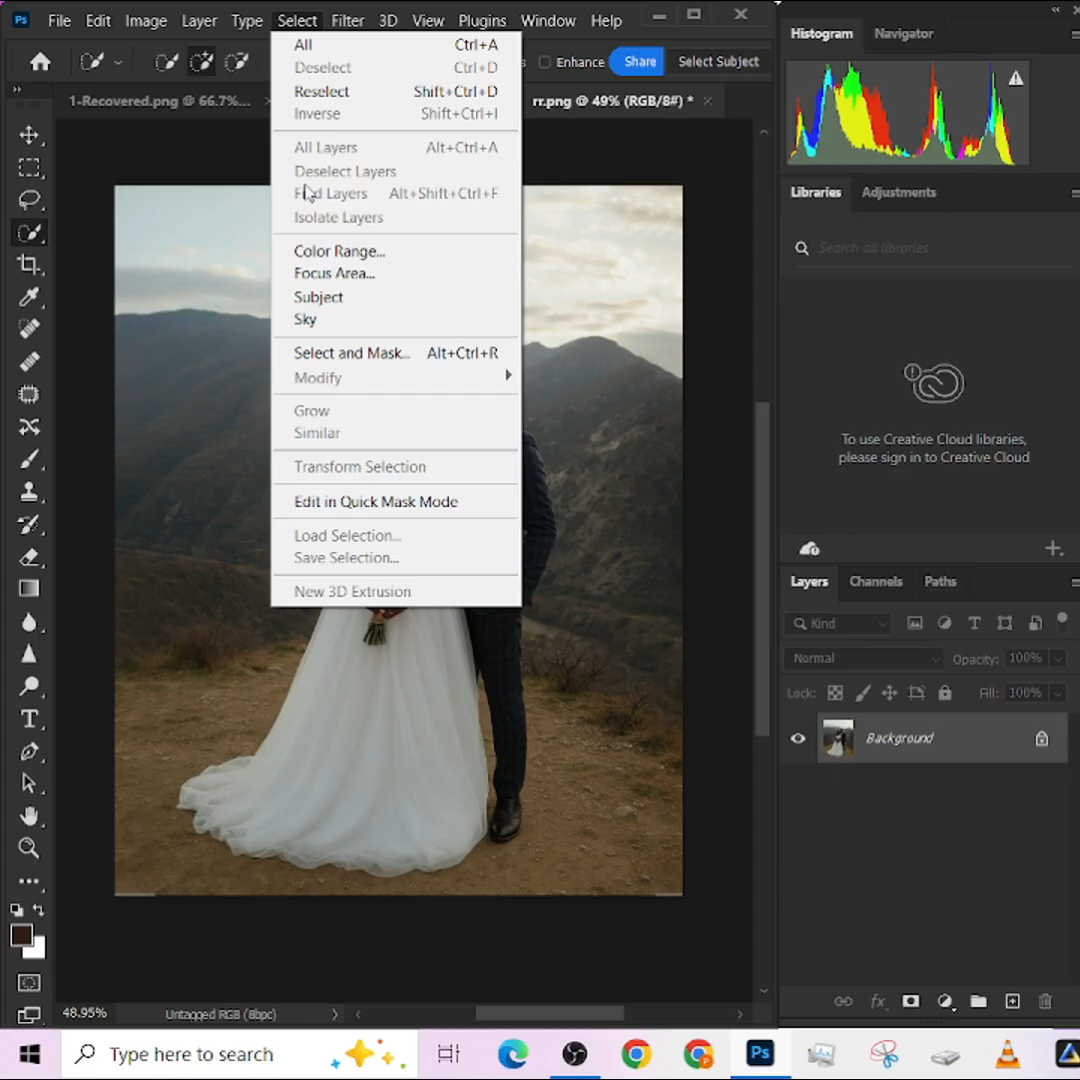 Ps File Edit Image Layer Type Select Filter 3D View Plugins Window Help
Enhance Share Select Subject
1-Recovered.png @ 66.7%... × rr.png @ 49% (RGB/8#) * ×
All Ctrl+A
Deselect Ctrl+D
Reselect Shift+Ctrl+D
Inverse Shift+Ctrl+I
All Layers Alt+Ctrl+A
Deselect Layers
Find Layers Alt+Shift+Ctrl+F
Isolate Layers
Color Range...
Focus Area...
Subject
Sky
Select and Mask... Alt+Ctrl+R
Modify
Grow
Similar
Transform Selection
Edit in Quick Mask Mode
Load Selection...
Save Selection...
New 3D Extrusion
Histogram Navigator
Libraries Adjustments
Search all libraries
To use Creative Cloud libraries,
please sign in to Creative Cloud
Layers Channels Paths
Kind
Normal Opacity: 100%
Lock: Fill: 100%
Background
48.95% Untagged RGB (8bpc)
Type here to search
Ps